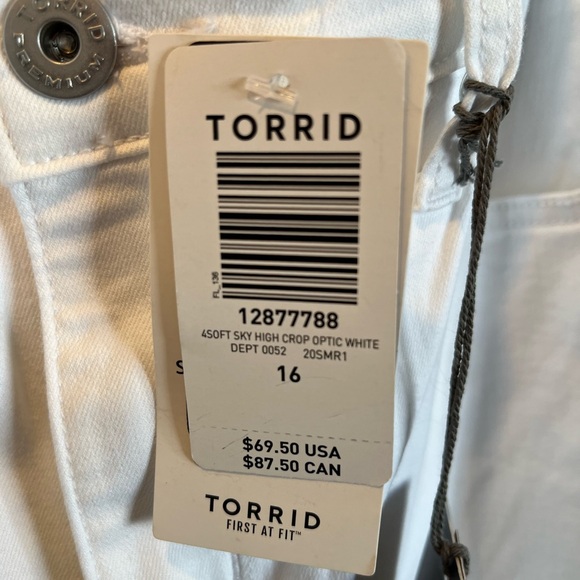 TORRID
PREMIUM
TORRID
FL_136
12877788
4SOFT SKY HIGH CROP OPTIC WHITE
DEPT 0052 20SMR1
16
S
$69.50 USA
$87.50 CAN
TORRID
FIRST AT FIT™